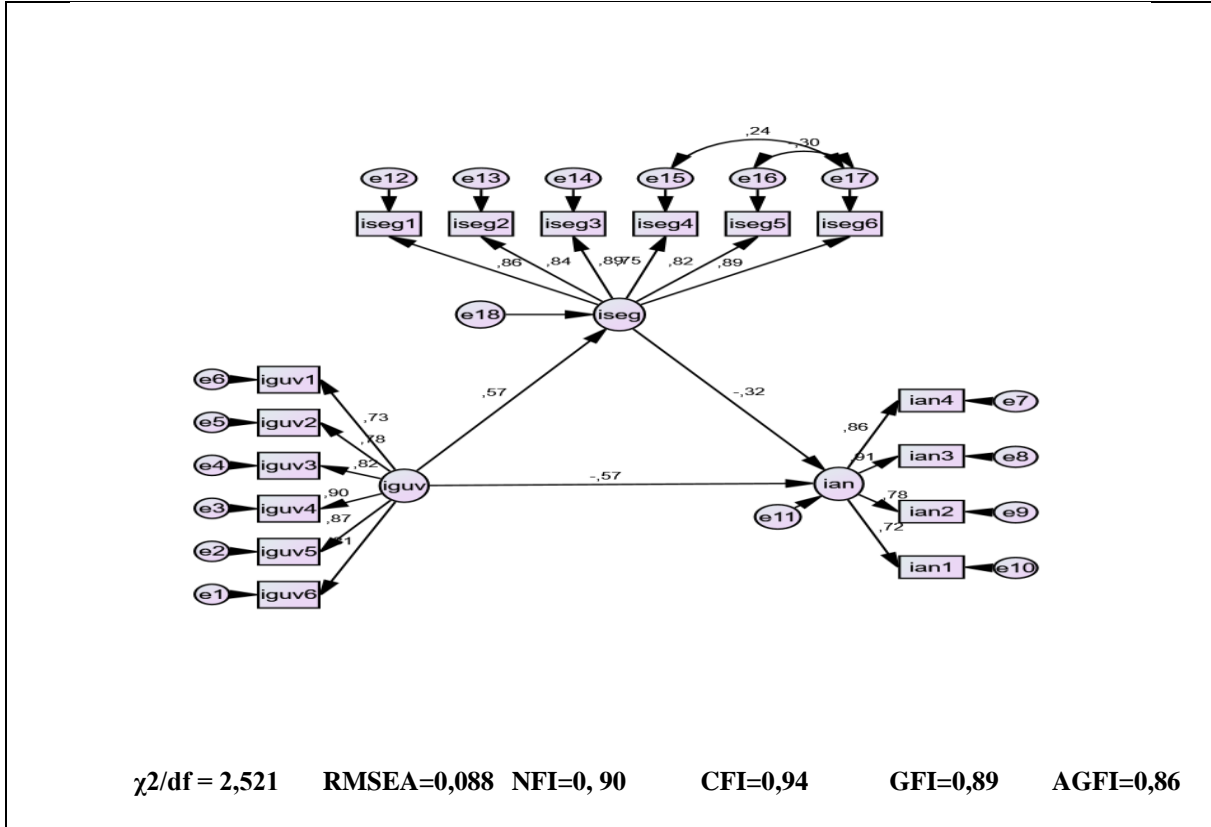 ,24
-,30
e12 e13 e14 e15 e16 e17
iseg1 iseg2 iseg3 iseg4 iseg5 iseg6
,86 ,84 ,89 ,75 ,82 ,89
e18 iseg
e6 iguv1
,57 -,32
e5 iguv2 ,73
ian4 e7
,78
,86
e4 iguv3 ,82
,91 ian3 e8
iguv -,57 ian
e3 iguv4 ,90
,78 ian2 e9
,87 e11
,72
e2 iguv5
ian1 e10
e1 iguv6
χ2/df = 2,521 RMSEA=0,088 NFI=0, 90 CFI=0,94 GFI=0,89 AGFI=0,86